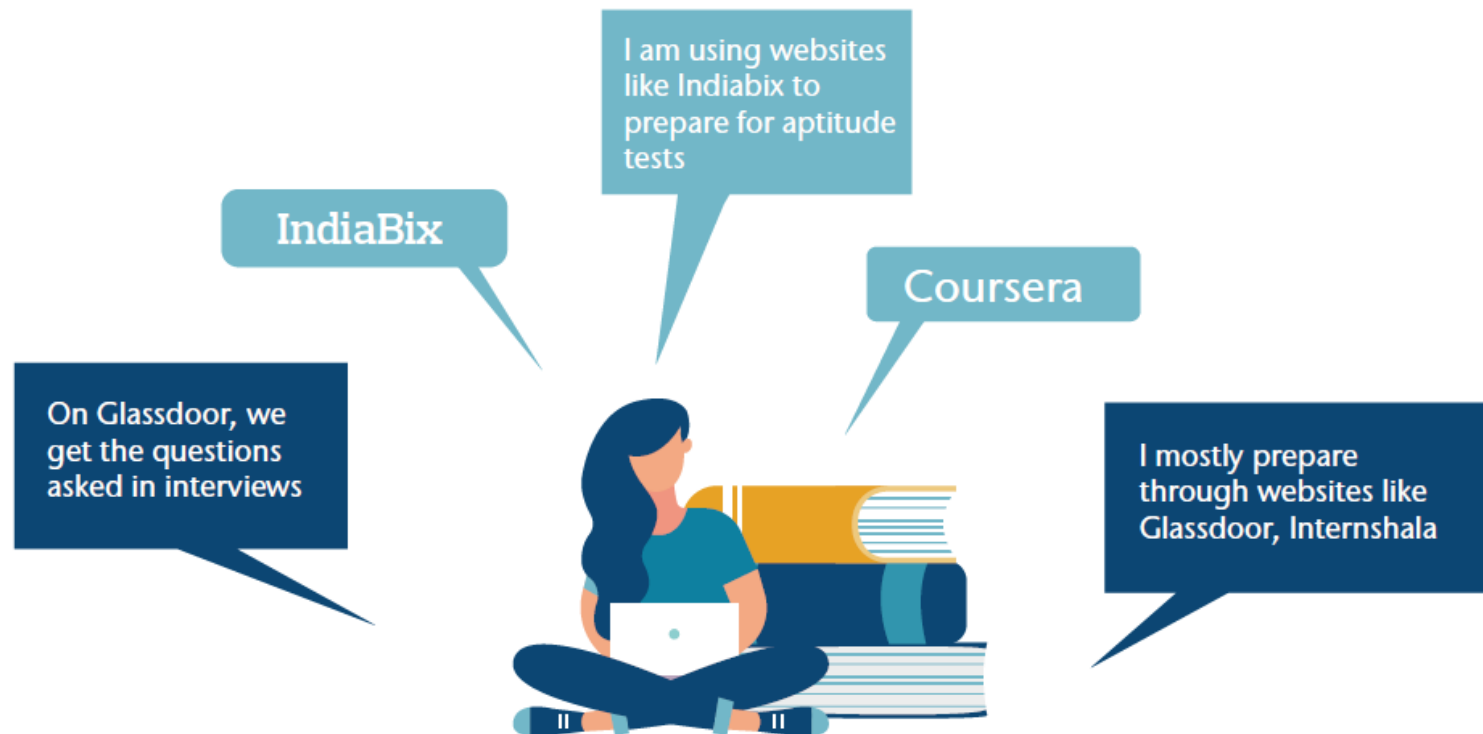 I am using websites
like Indiabix to
prepare for aptitude
tests
IndiaBix
Coursera
On Glassdoor, we
get the questions
asked in interviews
I mostly prepare
through websites like
Glassdoor, Internshala